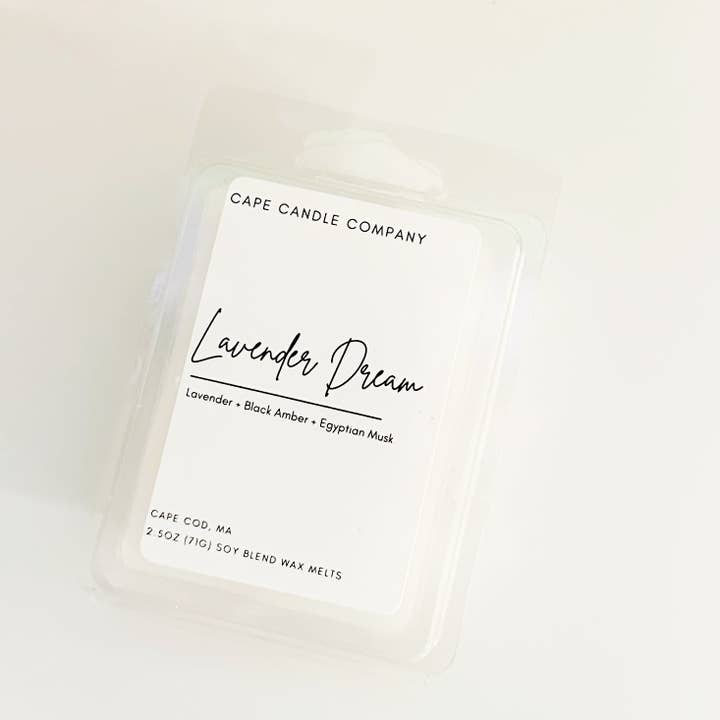 CAPE CANDLE COMPANY
Lavender Dream
Lavender + Black Amber + Egyptian Musk
CAPE COD, MA
2.5OZ (71G) SOY BLEND WAX MELTS